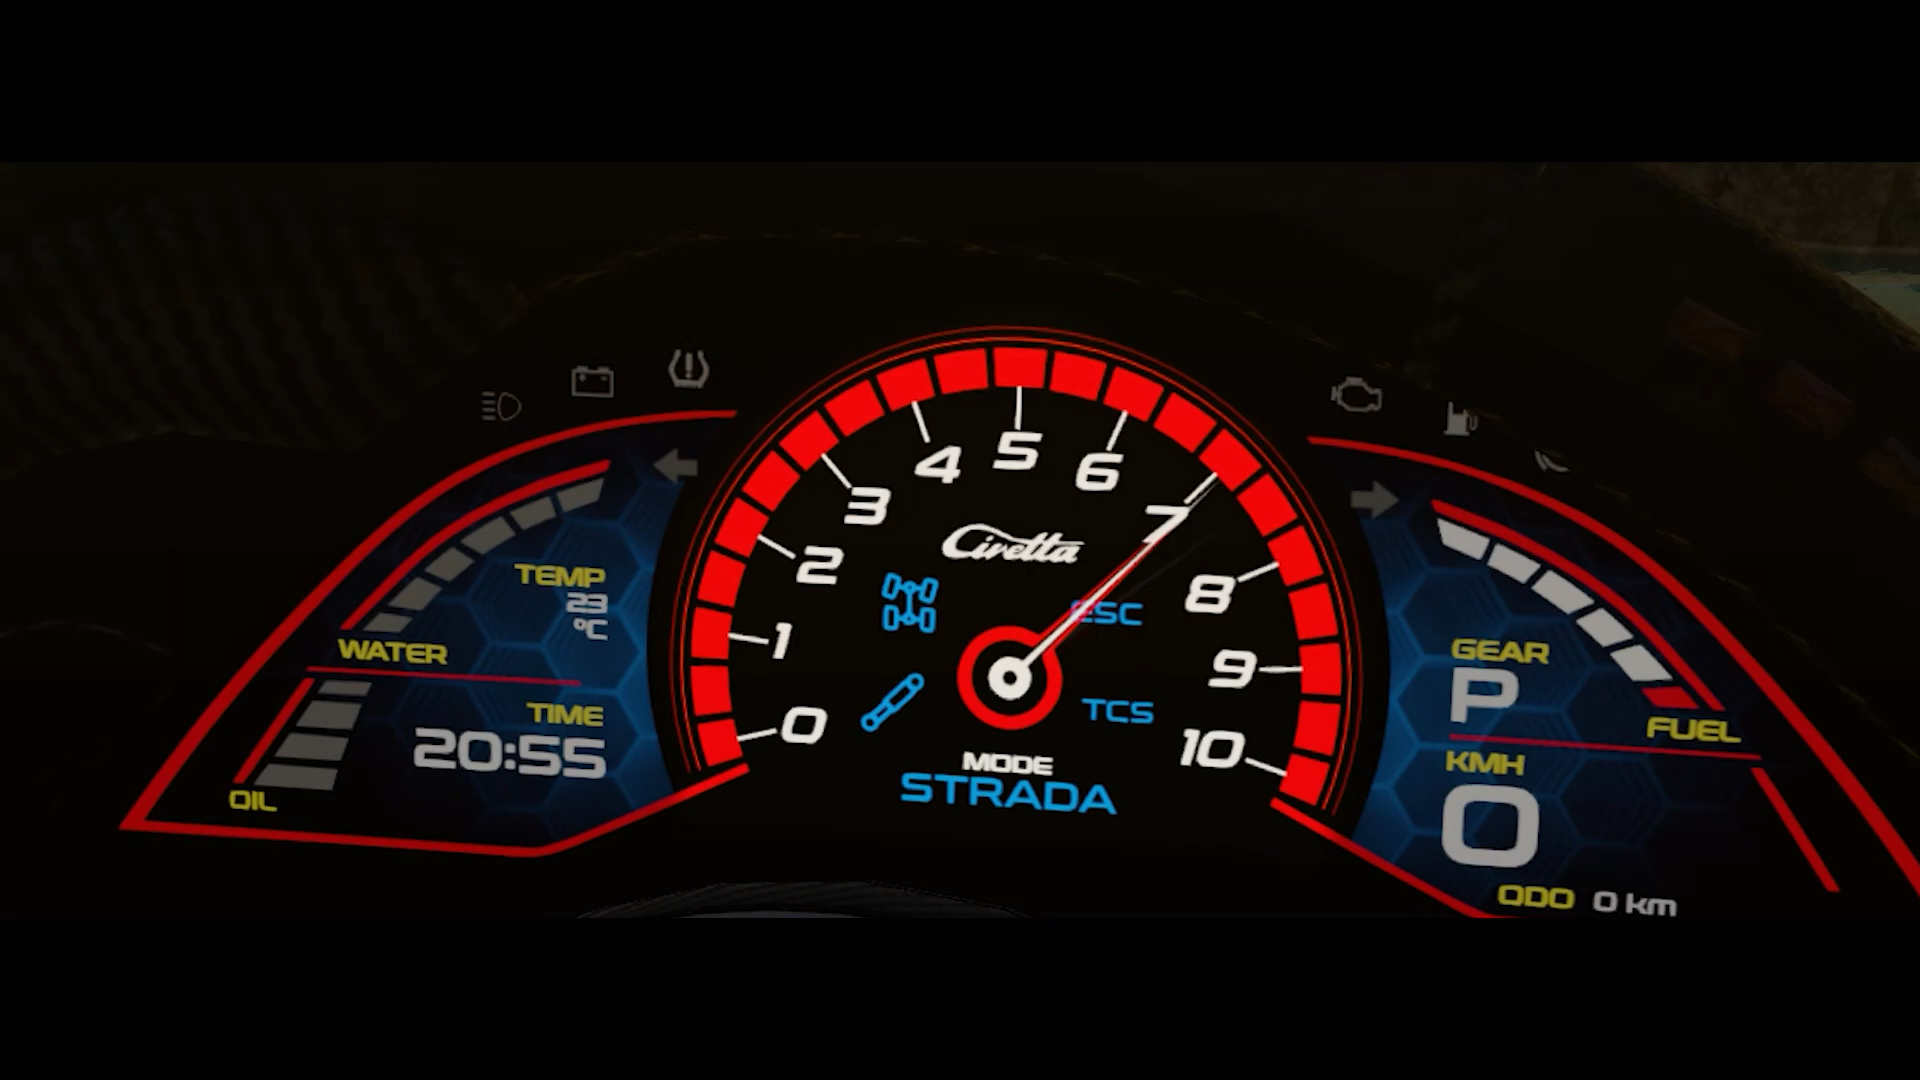 4
5
6
3
7
2
Civetta
8
TEMP
23
°C
ESC
1
WATER
9
GEAR
P
TIME
TCS
0
FUEL
20:55
10
MODE
KMH
STRADA
0
OIL
ODO 0 km